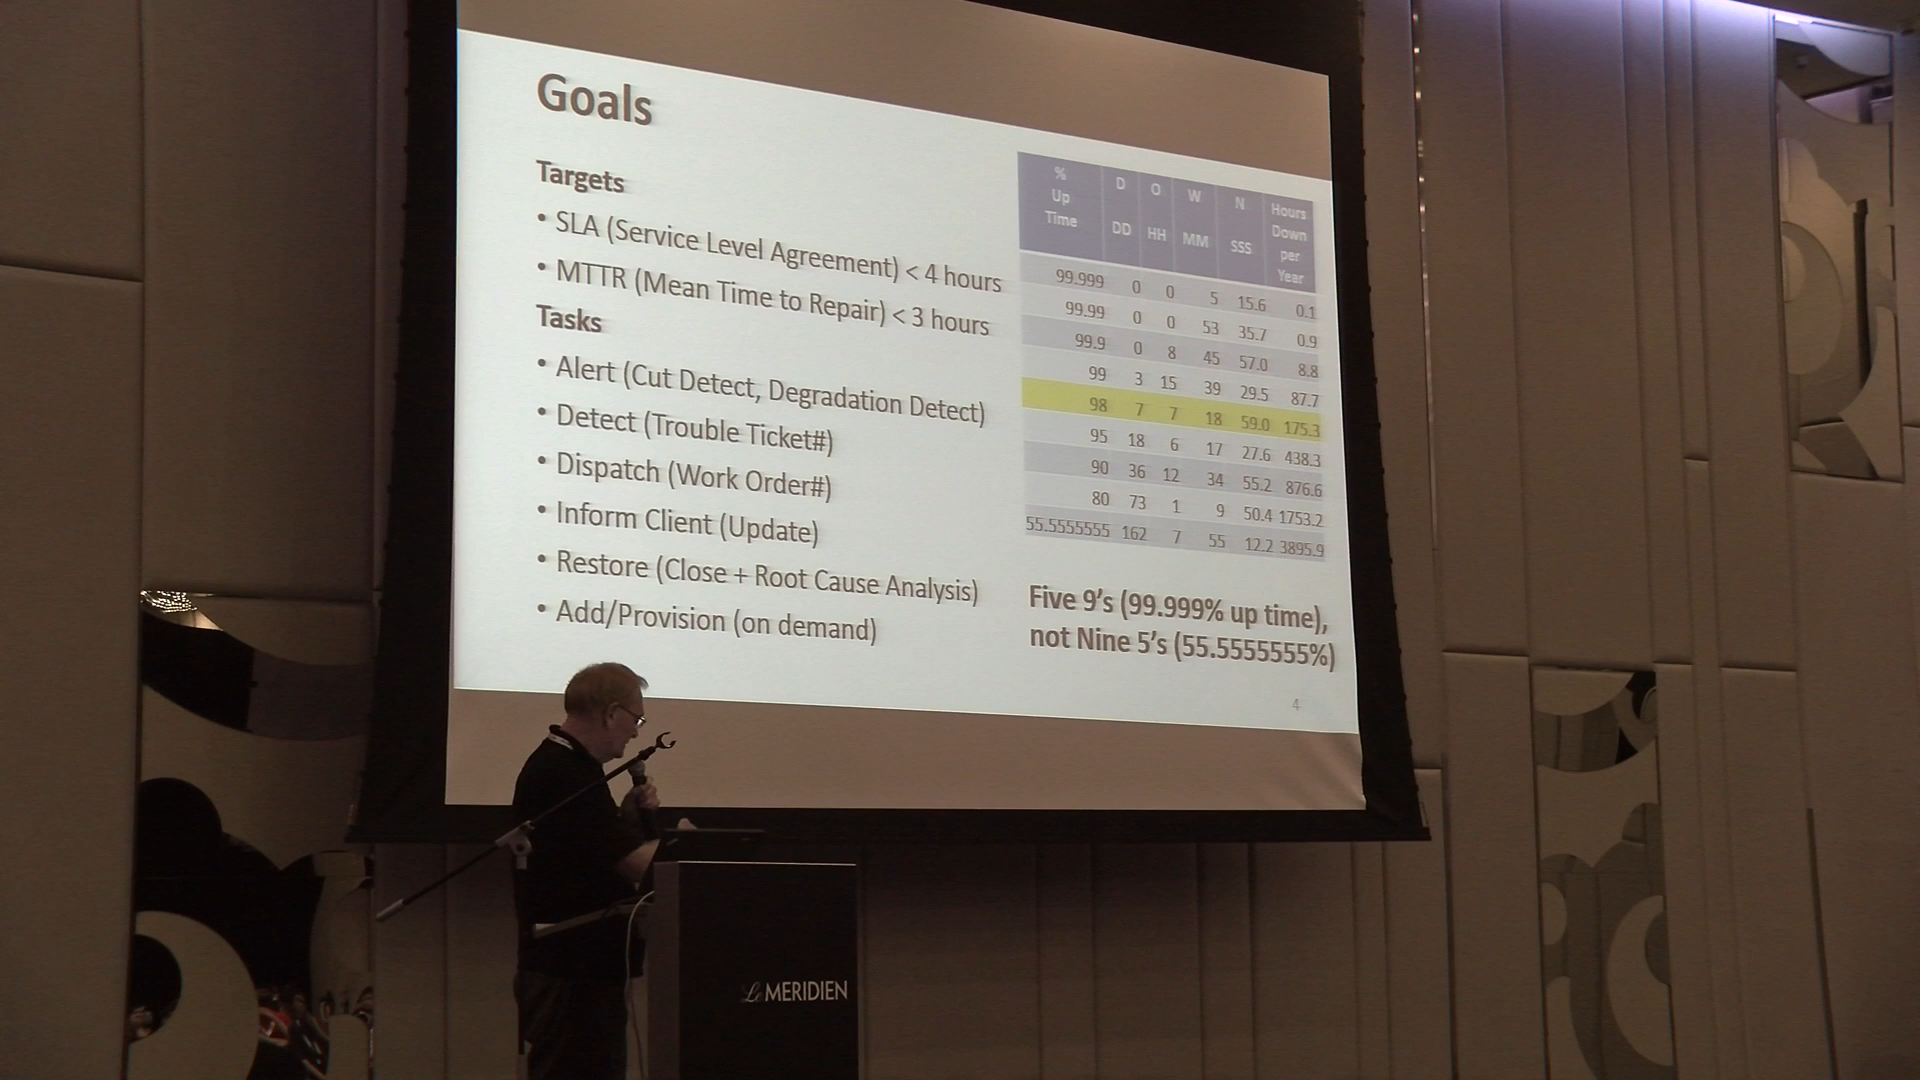 Goals
Targets
• SLA (Service Level Agreement) < 4 hours
• MTTR (Mean Time to Repair) < 3 hours
Tasks
• Alert (Cut Detect, Degradation Detect)
• Detect (Trouble Ticket#)
• Dispatch (Work Order#)
• Inform Client (Update)
• Restore (Close + Root Cause Analysis)
• Add/Provision (on demand)
% Up Time D DD O HH W MM N SSS Hours Down per Year
99.999 0 0 5 15.6 0.1
99.99 0 0 53 35.7 0.9
99.9 0 8 45 57.0 8.8
99 3 15 39 29.5 87.7
98 7 7 18 59.0 175.3
95 18 6 17 27.6 438.3
90 36 12 34 55.2 876.6
80 73 1 9 50.4 1753.2
55.5555555 162 7 55 12.2 3895.9
Five 9's (99.999% up time),
not Nine 5's (55.5555555%)
4
Le MERIDIEN